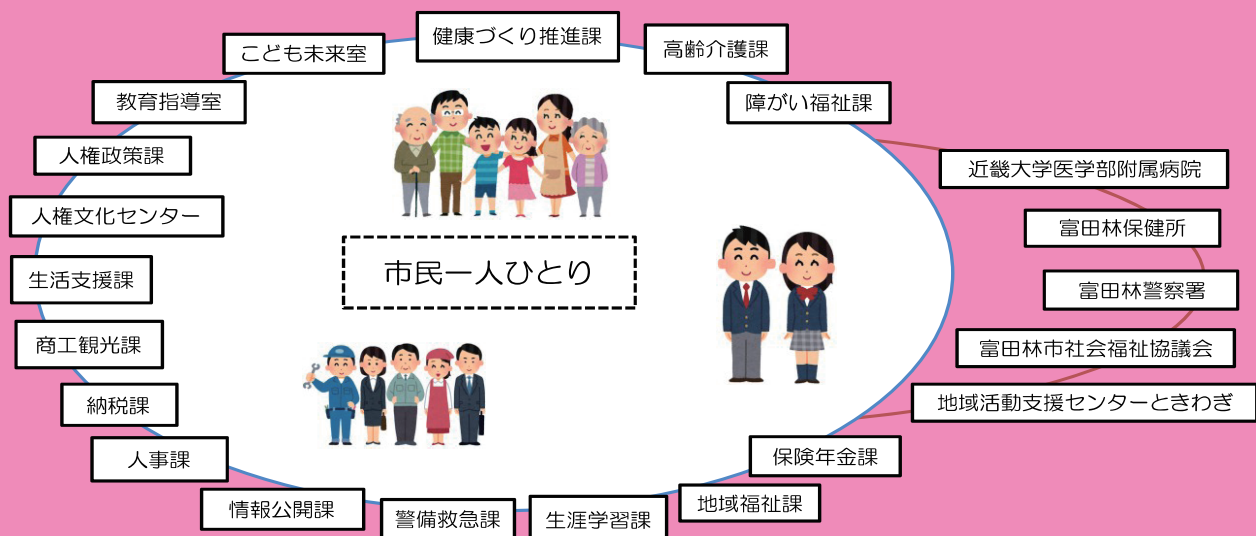 健康づくり推進課
こども未来室
高齢介護課
教育指導室
障がい福祉課
人権政策課
近畿大学医学部附属病院
人権文化センター
富田林保健所
市民一人ひとり
生活支援課
富田林警察署
商工観光課
富田林市社会福祉協議会
納税課
地域活動支援センターときわぎ
人事課
保険年金課
情報公開課
地域福祉課
警備救急課
生涯学習課